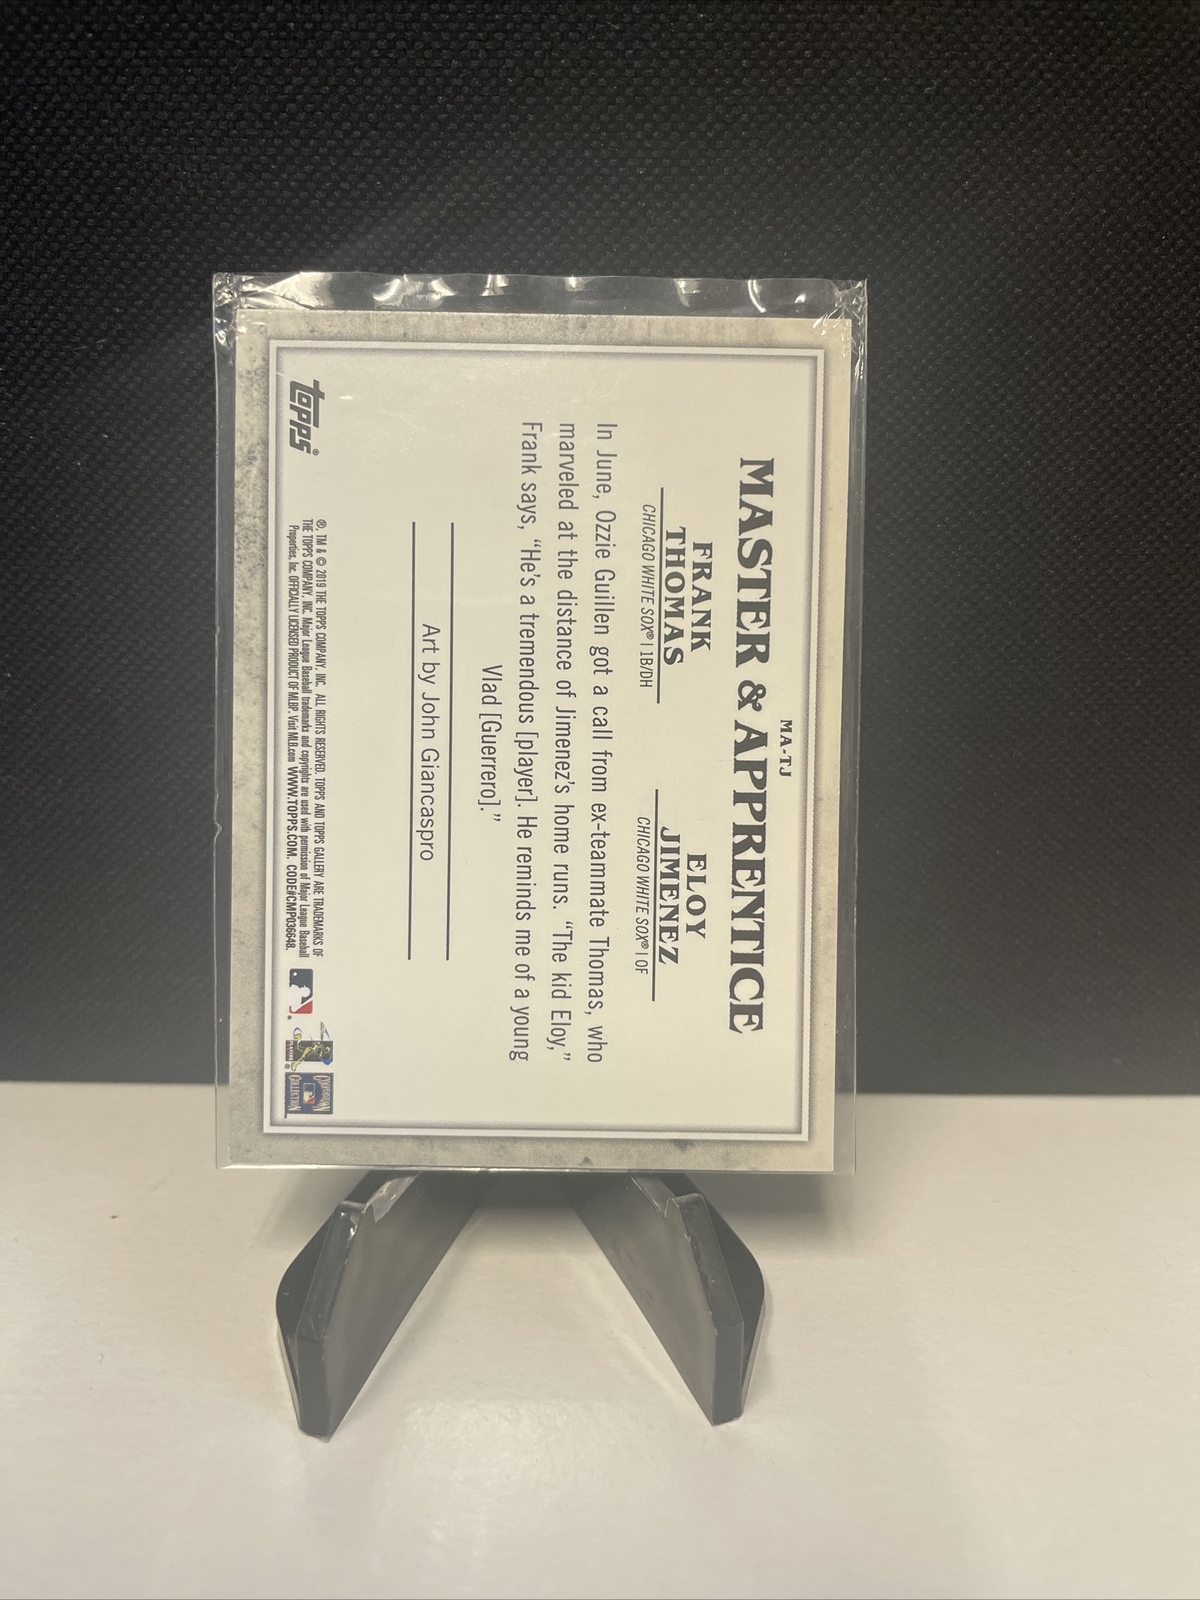 MA-TJ
MASTER & APPRENTICE
FRANK
THOMAS
CHICAGO WHITE SOX® | 1B/DH
ELOY
JIMENEZ
CHICAGO WHITE SOX® | OF
In June, Ozzie Guillen got a call from ex-teammate Thomas, who
marveled at the distance of Jimenez's home runs. “The kid Eloy,”
Frank says, “He's a tremendous [player]. He reminds me of a young
Vlad [Guerrero].”
Art by John Giancaspro
topps®
®, TM & © 2019 THE TOPPS COMPANY, INC. ALL RIGHTS RESERVED. TOPPS AND TOPPS GALLERY ARE TRADEMARKS OF
THE TOPPS COMPANY, INC. Major League Baseball trademarks and copyrights are used with permission of Major League Baseball
Properties, Inc. OFFICIALLY LICENSED PRODUCT OF MLBP. Visit MLB.com WWW.TOPPS.COM. CODE#CMP036648.
COOPERSTOWN
COLLECTION